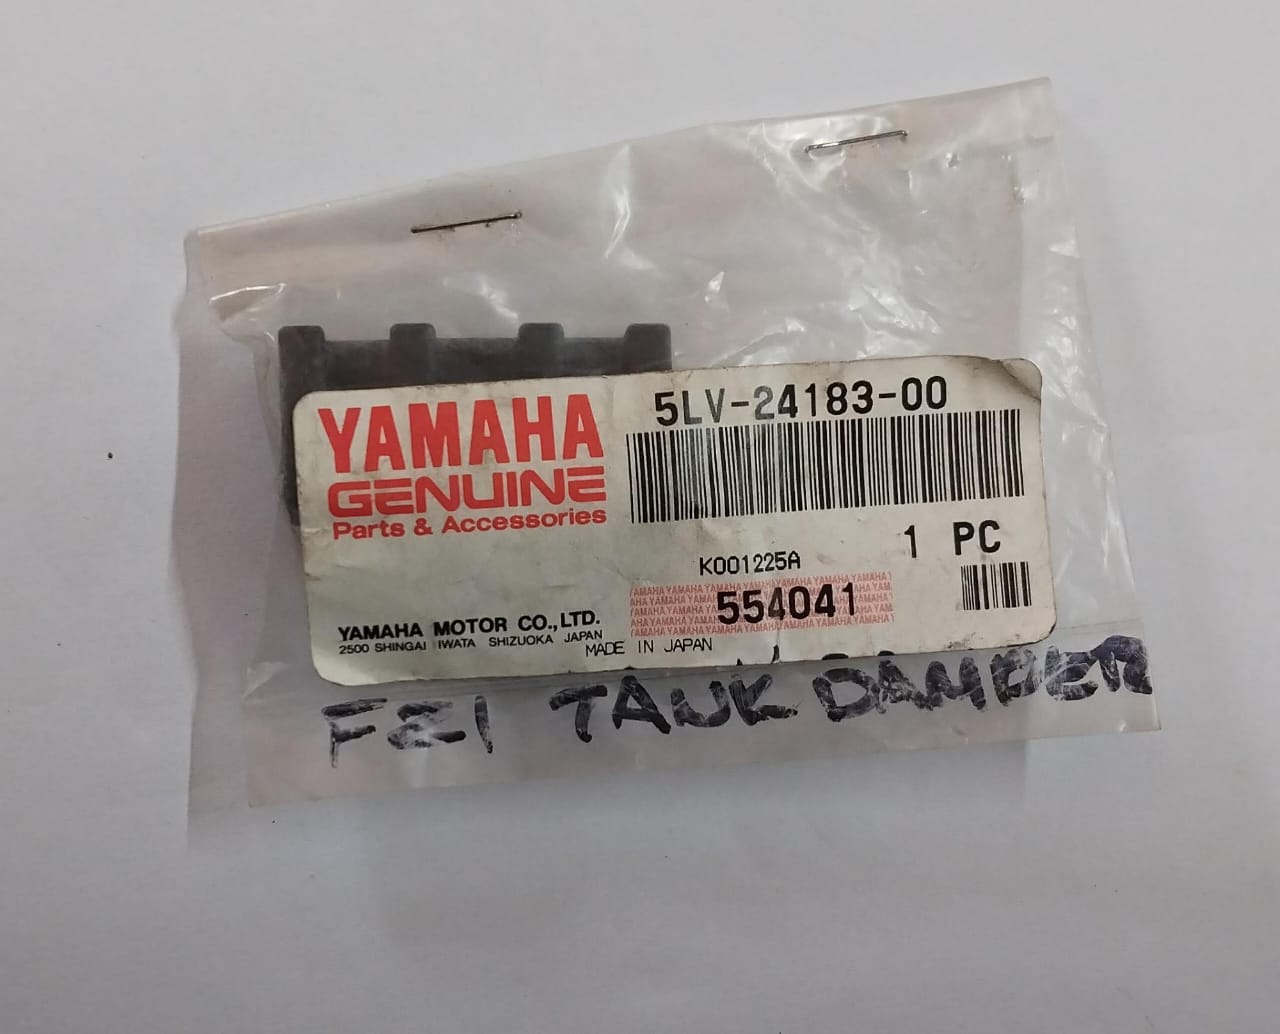 5LV-24183-00
YAMAHA
GENUINE
Parts & Accessories
1 PC
K001225A
554041
YAMAHA MOTOR CO.,LTD.
2500 SHINGAI IWATA SHIZUOKA JAPAN
MADE IN JAPAN
FZ1 TANK DAMPER